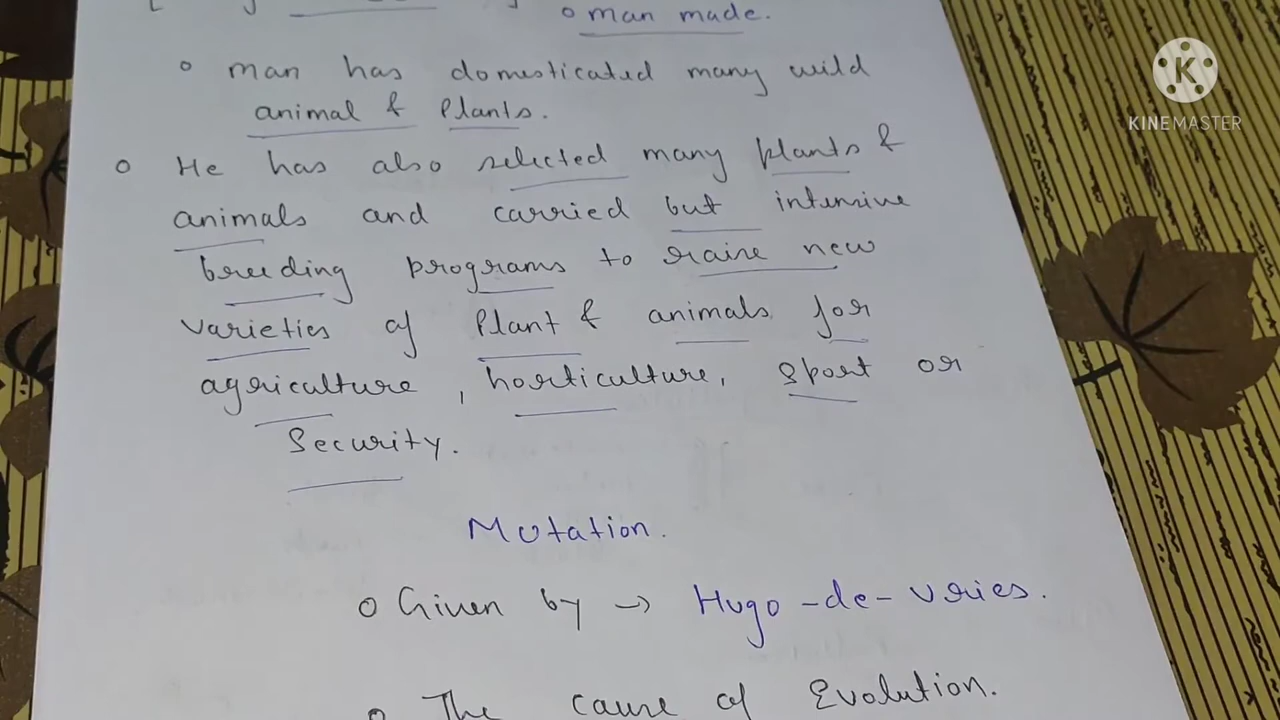 o man made.
o man has domesticated many wild
animal & Plants.
o He has also selected many plants &
animals and carried but intensive
breeding programs to raise new
varieties of Plant & animals for
agriculture, horticulture, sport or
Security.
Mutation.
o Given by → Hugo-de-vries.
o The cause of Evolution.
KINEMASTER